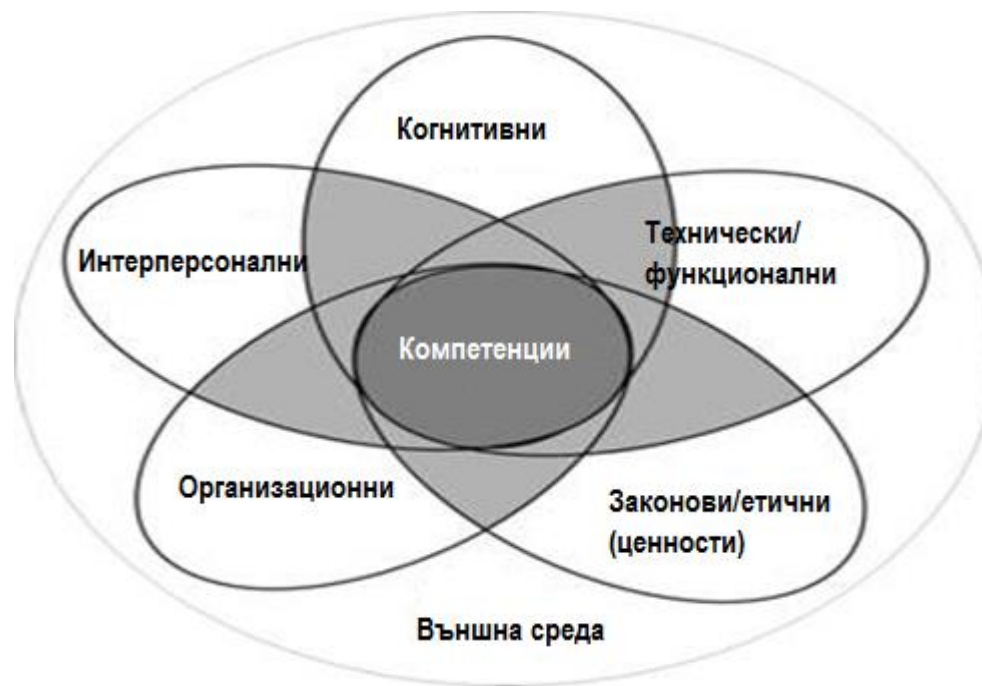 Когнитивни
Технически/
функционални
Интерперсонални
Компетенции
Организационни
Законови/етични
(ценности)
Външна среда